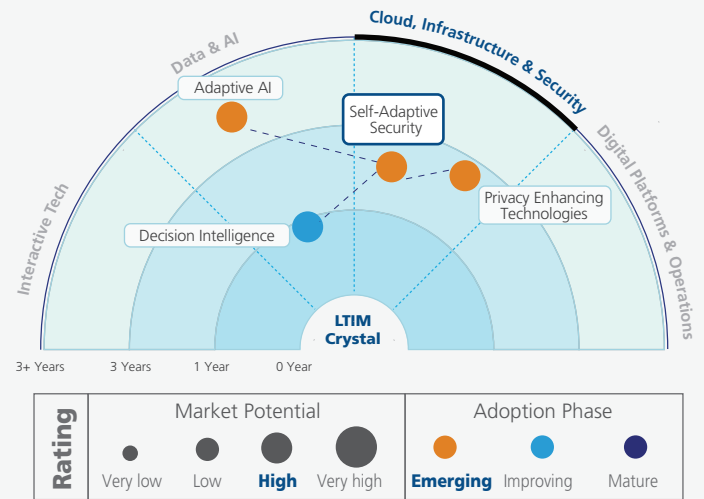 Cloud, Infrastructure & Security
Data & AI
Adaptive AI
Self-Adaptive
Security
Digital Platforms & Operations
Interactive Tech
Privacy Enhancing
Technologies
Decision Intelligence
LTIM
Crystal
3+ Years
3 Years
1 Year
0 Year
Rating
Market Potential
Very low
Low
High
Very high
Adoption Phase
Emerging
Improving
Mature